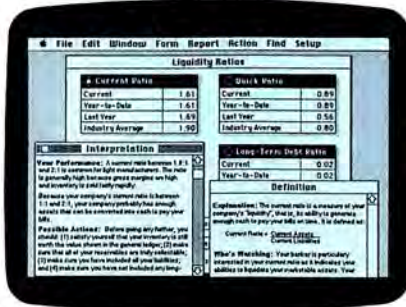 File Edit Window Form Report Action Find Setup
Liquidity Ratios
Current Ratio
Current 1.61
Year-to-Date 1.61
Last Year 1.69
Industry Average 1.90
Quick Ratio
Current 0.89
Year-to-Date 0.89
Last Year 0.56
Industry Average 0.80
Long-Term Debt Ratio
Current 0.02
Year-to-Date 0.02
Interpretation
Your Performance: A current ratio between 1.8:1
and 2:1 is common for light manufacturers. The rate
is generally high because gross margins are high
and inventory is sold fairly rapidly.
Because your company's current ratio is between
1:1 and 2:1, your company probably has enough
assets that can be converted into cash to pay your
bills.
Possible Actions: Before going any further, you
should: (1) satisfy yourself that your inventory is still
worth the value shown in the general ledger; (2) make
sure that all of your receivables are truly collectable;
(3) make sure you have included all your liabilities;
and (4) make sure you have not included any long-
Definition
Explanation: The current ratio is a measure of your
company's "liquidity", that is, its ability to generate
enough cash to pay your bills on time. It is defined as:
Current Ratio = Current Assets
Current Liabilities
Who's Watching: Your banker is particularly
interested in your current ratio as it indicates your
abilities to liquidate your marketable assets. Your